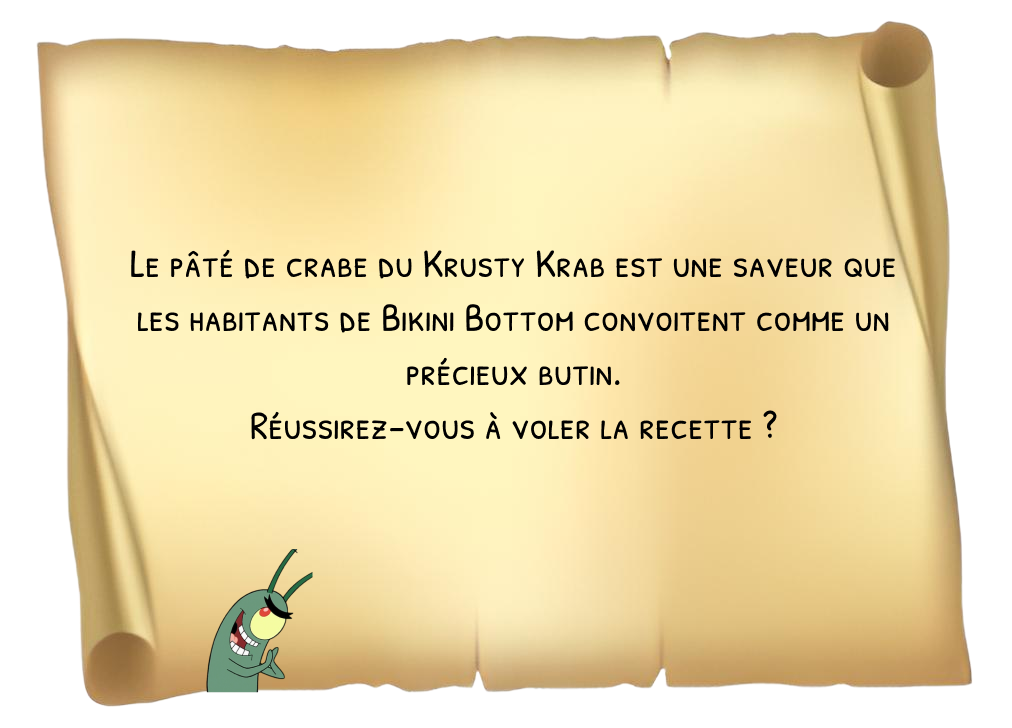 Le pâté de crabe du Krusty Krab est une saveur que
les habitants de Bikini Bottom convoitent comme un
précieux butin.
Réussirez-vous à voler la recette ?